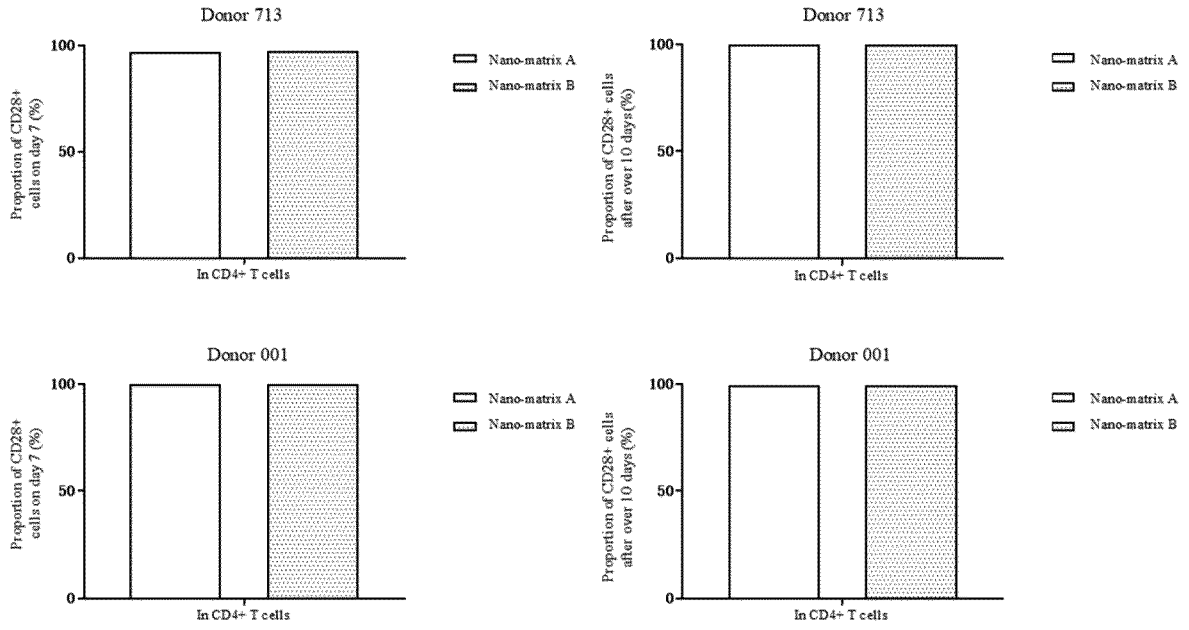 Donor 713
Proportion of CD28+
cells on day 7 (%)
100
50
0
In CD4+ T cells
Nano-matrix A
Nano-matrix B
Donor 713
Proportion of CD28+ cells
after over 10 days (%)
100
50
0
In CD4+ T cells
Nano-matrix A
Nano-matrix B
Donor 001
Proportion of CD28+
cells on day 7 (%)
100
50
0
In CD4+ T cells
Nano-matrix A
Nano-matrix B
Donor 001
Proportion of CD28+ cells
after over 10 days (%)
100
50
0
In CD4+ T cells
Nano-matrix A
Nano-matrix B